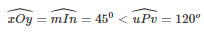 $\widehat{xOy} = \widehat{mIn} = 45^0 < \widehat{uPv} = 120^o$